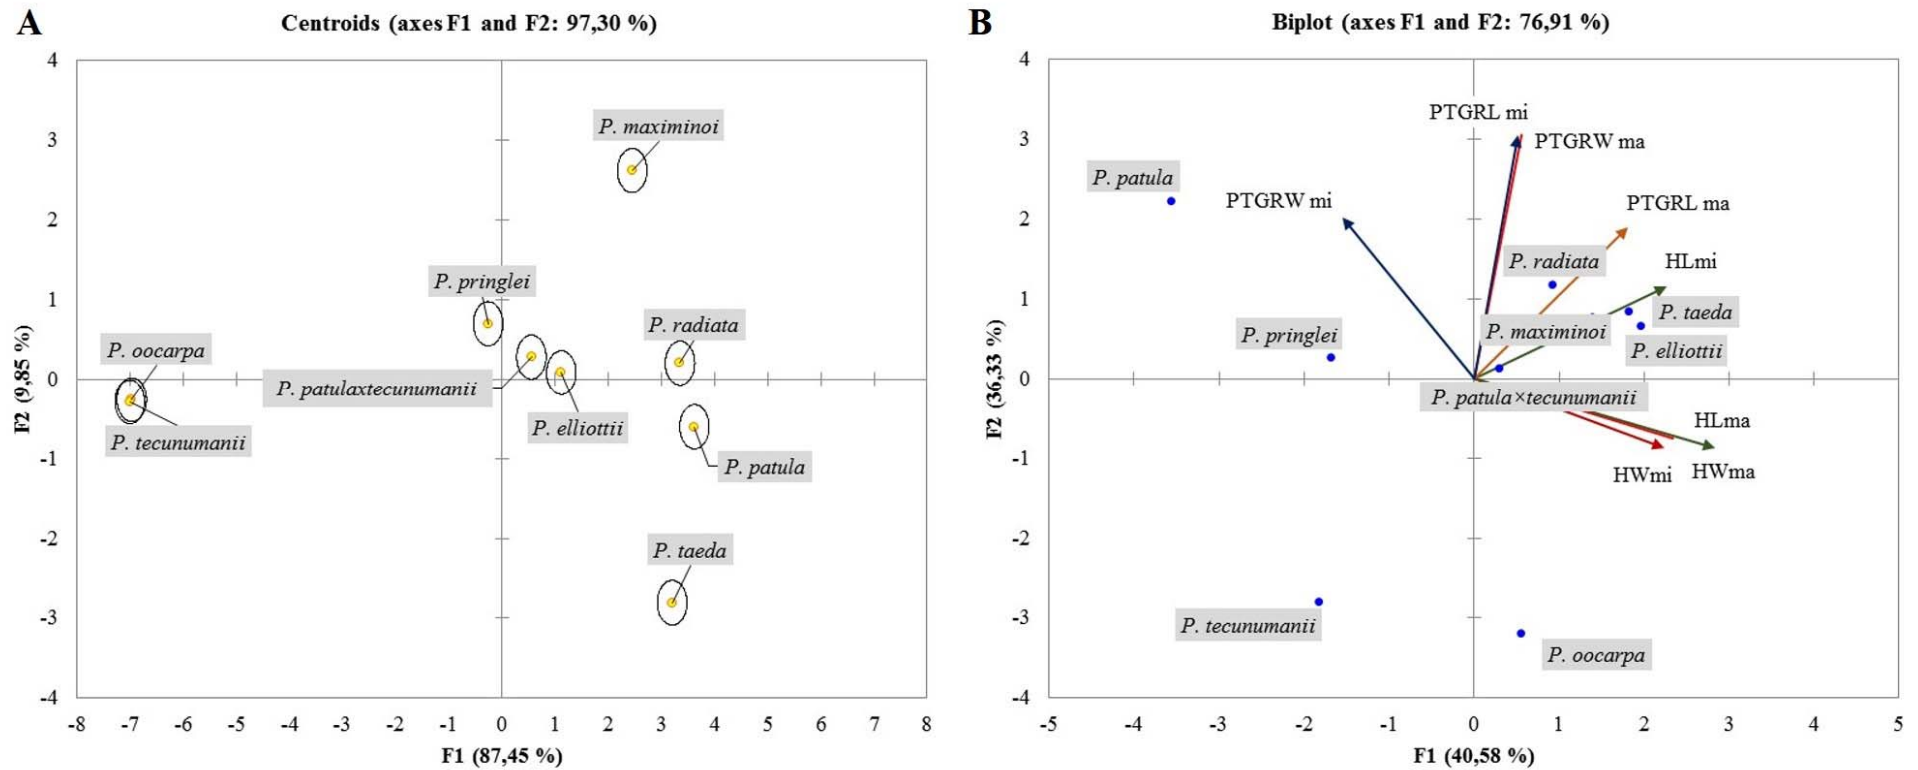 A
Centroids (axes F1 and F2: 97,30 %)
4
3
2
1
0
-1
-2
-3
-4
F2 (9,85 %)
P. maximinoi
P. pringlei
P. radiata
P. oocarpa
P. patulaxtecunumanii
P. elliottii
P. tecunumanii
P. patula
P. taeda
-8 -7 -6 -5 -4 -3 -2 -1 0 1 2 3 4 5 6 7 8
F1 (87,45 %)
B
Biplot (axes F1 and F2: 76,91 %)
4
3
2
1
0
-1
-2
-3
-4
F2 (36,33 %)
PTGRL mi
PTGRW ma
P. patula
PTGRW mi
PTGRL ma
P. radiata
HLmi
P. taeda
P. maximinoi
P. pringlei
P. elliottii
P. patula×tecunumanii
HLma
HWmi
HWma
P. tecunumanii
P. oocarpa
-5 -4 -3 -2 -1 0 1 2 3 4 5
F1 (40,58 %)